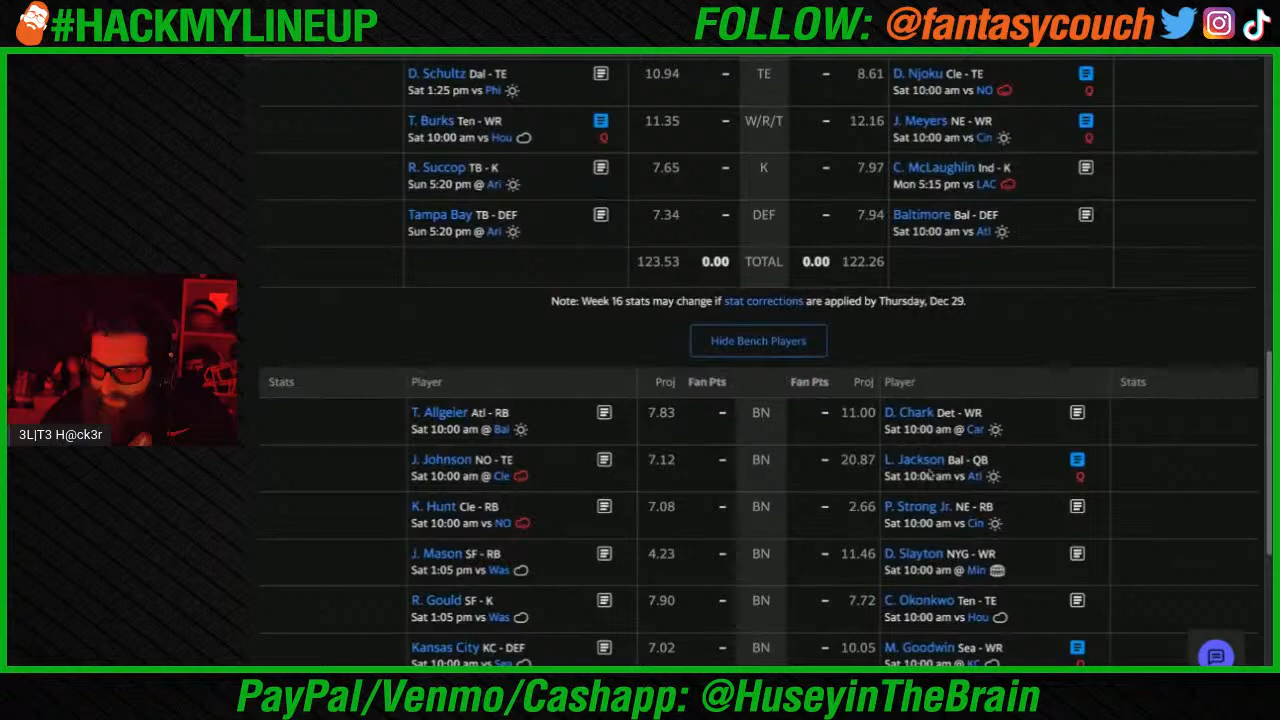 #HACKMYLINEUP
FOLLOW: @fantasycouch
D. Schultz Dal - TE 10.94 – TE – 8.61 D. Njoku Cle - TE
Sat 1:25 pm vs Phi Sat 10:00 am vs NO Q
T. Burks Ten - WR 11.35 – W/R/T – 12.16 J. Meyers NE - WR
Sat 10:00 am vs Hou Q Sat 10:00 am vs Cin Q
R. Succop TB - K 7.65 – K – 7.97 C. McLaughlin Ind - K
Sun 5:20 pm @ Ari Mon 5:15 pm vs LAC
Tampa Bay TB - DEF 7.34 – DEF – 7.94 Baltimore Bal - DEF
Sun 5:20 pm @ Ari Sat 10:00 am vs Atl
123.53 0.00 TOTAL 0.00 122.26
Note: Week 16 stats may change if stat corrections are applied by Thursday, Dec 29.
Hide Bench Players
Stats Player Proj Fan Pts Fan Pts Proj Player Stats
T. Allgeier Atl - RB 7.83 – BN – 11.00 D. Chark Det - WR
Sat 10:00 am @ Bal Sat 10:00 am @ Car
J. Johnson NO - TE 7.12 – BN – 20.87 L. Jackson Bal - QB
Sat 10:00 am @ Cle Sat 10:00 am vs Atl Q
K. Hunt Cle - RB 7.08 – BN – 2.66 P. Strong Jr. NE - RB
Sat 10:00 am vs NO Sat 10:00 am vs Cin
J. Mason SF - RB 4.23 – BN – 11.46 D. Slayton NYG - WR
Sat 1:05 pm vs Was Sat 10:00 am @ Min
R. Gould SF - K 7.90 – BN – 7.72 C. Okonkwo Ten - TE
Sat 1:05 pm vs Was Sat 10:00 am vs Hou
Kansas City KC - DEF 7.02 – BN – 10.05 M. Goodwin Sea - WR
Sat 10:00 am vs Sea Sat 10:00 am @ KC Q
3L|T3 H@ck3r
PayPal/Venmo/Cashapp: @HuseyinTheBrain